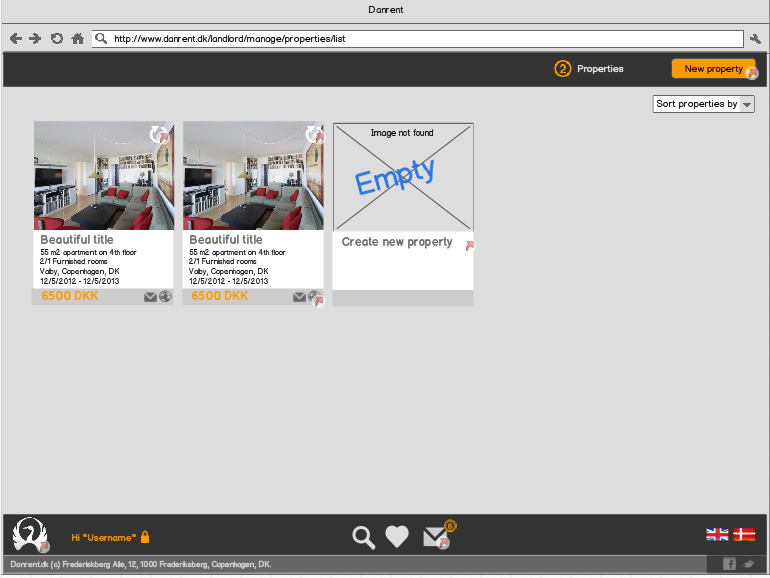 Danrent
http://www.danrent.dk/landlord/manage/properties/list
2 Properties
New property
Sort properties by
Beautiful title
55 m2 apartment on 4th floor
2/1 Furnished rooms
Valby, Copenhagen, DK
12/5/2012 - 12/5/2013
6500 DKK
Beautiful title
55 m2 apartment on 4th floor
2/1 Furnished rooms
Valby, Copenhagen, DK
12/5/2012 - 12/5/2013
6500 DKK
Image not found
Empty
Create new property
Hi "Username"
6
Danrent.dk (c) Frederiskberg Alle, 12, 1000 Frederiksberg, Copenhagen, DK.